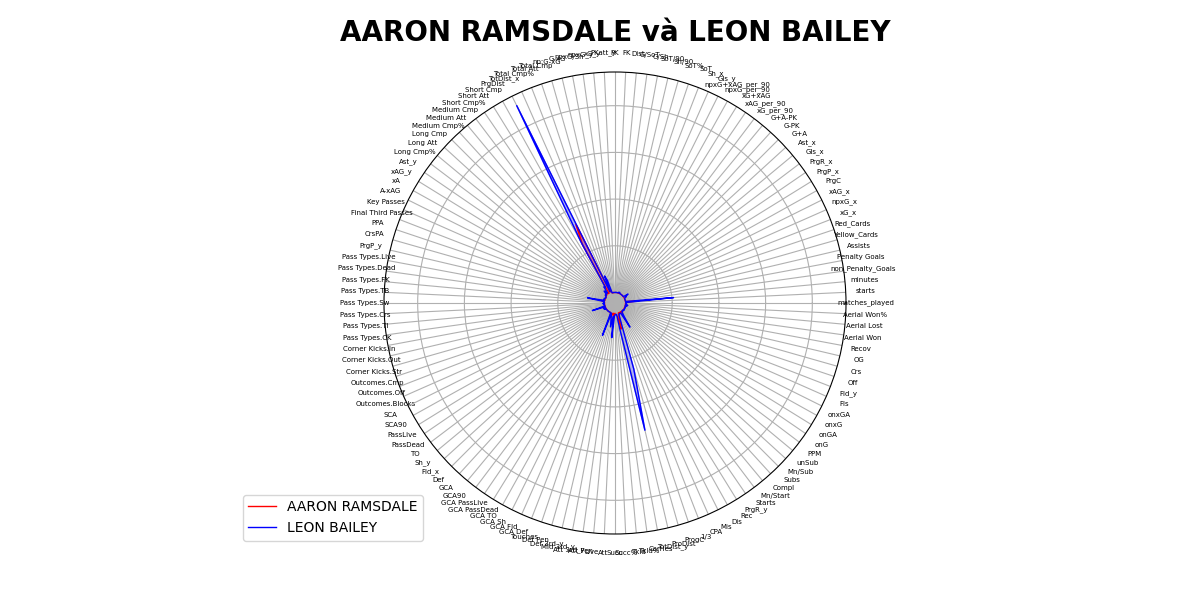 AARON RAMSDALE và LEON BAILEY
FK
Gls_y
npxG+xAG_per_90
npxG_per_90
xG+xAG
xAG_per_90
xG_per_90
G+A-PK
G-PK
G+A
Ast_x
Gls_x
PrgR_x
PrgP_x
PrgC
xAG_x
npxG_x
xG_x
Red_Cards
Yellow_Cards
Assists
Penalty Goals
non_Penalty_Goals
minutes
starts
matches_played
Aerial Won%
Aerial Lost
Aerial Won
Recov
OG
Crs
Off
Fld_y
Fls
onxGA
onxG
onGA
onG
PPM
unSub
Mn/Sub
Subs
Compl
Mn/Start
Starts
PrgR_y
Rec
Dis
Mis
CPA
1/3
ProgC
ProDist
TotDist_y
Total Cmp
Total Att
Total Cmp%
TotDist_x
PrgDist
Short Cmp
Short Att
Short Cmp%
Medium Cmp
Medium Att
Medium Cmp%
Long Cmp
Long Att
Long Cmp%
Ast_y
xAG_y
xA
A-xAG
Key Passes
Final Third Passes
PPA
CrsPA
PrgP_y
Pass Types.Live
Pass Types.Dead
Pass Types.FK
Pass Types.TB
Pass Types.Sw
Pass Types.Crs
Pass Types.TI
Pass Types.CK
Corner Kicks.In
Corner Kicks.Out
Corner Kicks.Str
Outcomes.Cmp
Outcomes.Off
Outcomes.Blocks
SCA
SCA90
PassLive
PassDead
TO
Sh_y
Fld_x
Def
GCA
GCA90
GCA PassLive
GCA PassDead
GCA TO
GCA Sh
GCA Fld
GCA Def
Touches
AARON RAMSDALE
LEON BAILEY